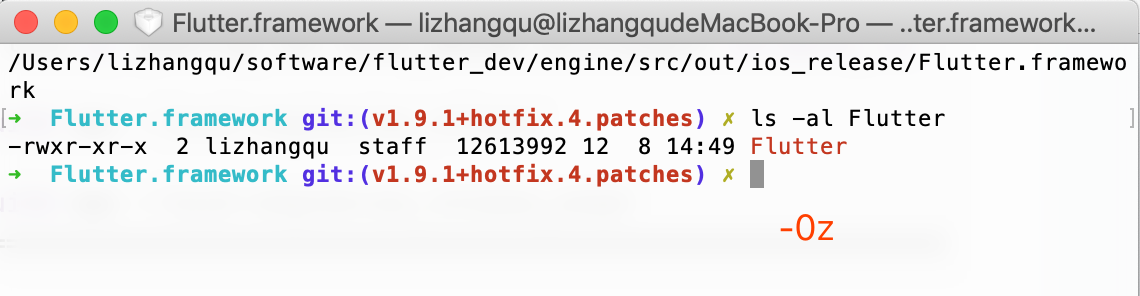 Flutter.framework — lizhangqu@lizhangqudeMacBook-Pro — ..ter.framework...
/Users/lizhangqu/software/flutter_dev/engine/src/out/ios_release/Flutter.framewo
rk
➜  Flutter.framework git:(v1.9.1+hotfix.4.patches) ✗ ls -al Flutter
-rwxr-xr-x  2 lizhangqu  staff  12613992 12  8 14:49 Flutter
➜  Flutter.framework git:(v1.9.1+hotfix.4.patches) ✗
-Oz